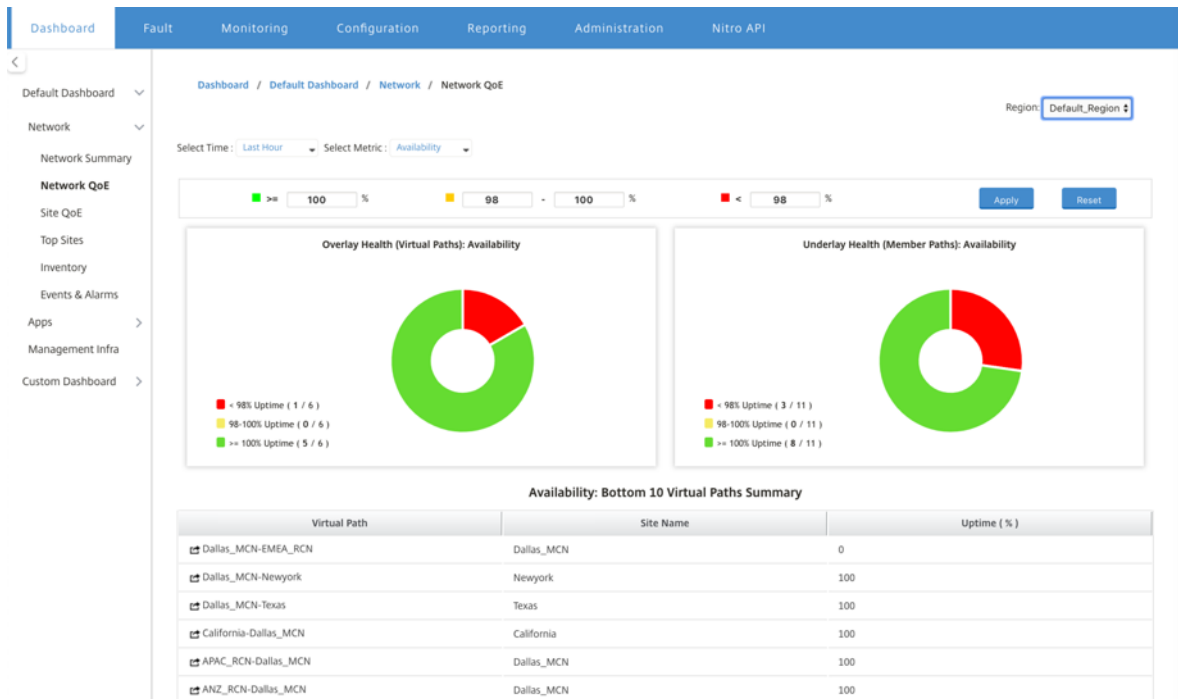 Dashboard Fault Monitoring Configuration Reporting Administration Nitro API
Default Dashboard
Network
Network Summary
Network QoE
Site QoE
Top Sites
Inventory
Events & Alarms
Apps
Management Infra
Custom Dashboard
Dashboard / Default Dashboard / Network / Network QoE
Region: Default_Region
Select Time : Last Hour Select Metric : Availability
>= 100 % 98 - 100 % < 98 % Apply Reset
Overlay Health (Virtual Paths): Availability
< 98% Uptime ( 1 / 6 )
98-100% Uptime ( 0 / 6 )
>= 100% Uptime ( 5 / 6 )
Underlay Health (Member Paths): Availability
< 98% Uptime ( 3 / 11 )
98-100% Uptime ( 0 / 11 )
>= 100% Uptime ( 8 / 11 )
Availability: Bottom 10 Virtual Paths Summary
Virtual Path Site Name Uptime ( % )
Dallas_MCN-EMEA_RCN Dallas_MCN 0
Dallas_MCN-Newyork Newyork 100
Dallas_MCN-Texas Texas 100
California-Dallas_MCN California 100
APAC_RCN-Dallas_MCN Dallas_MCN 100
ANZ_RCN-Dallas_MCN Dallas_MCN 100